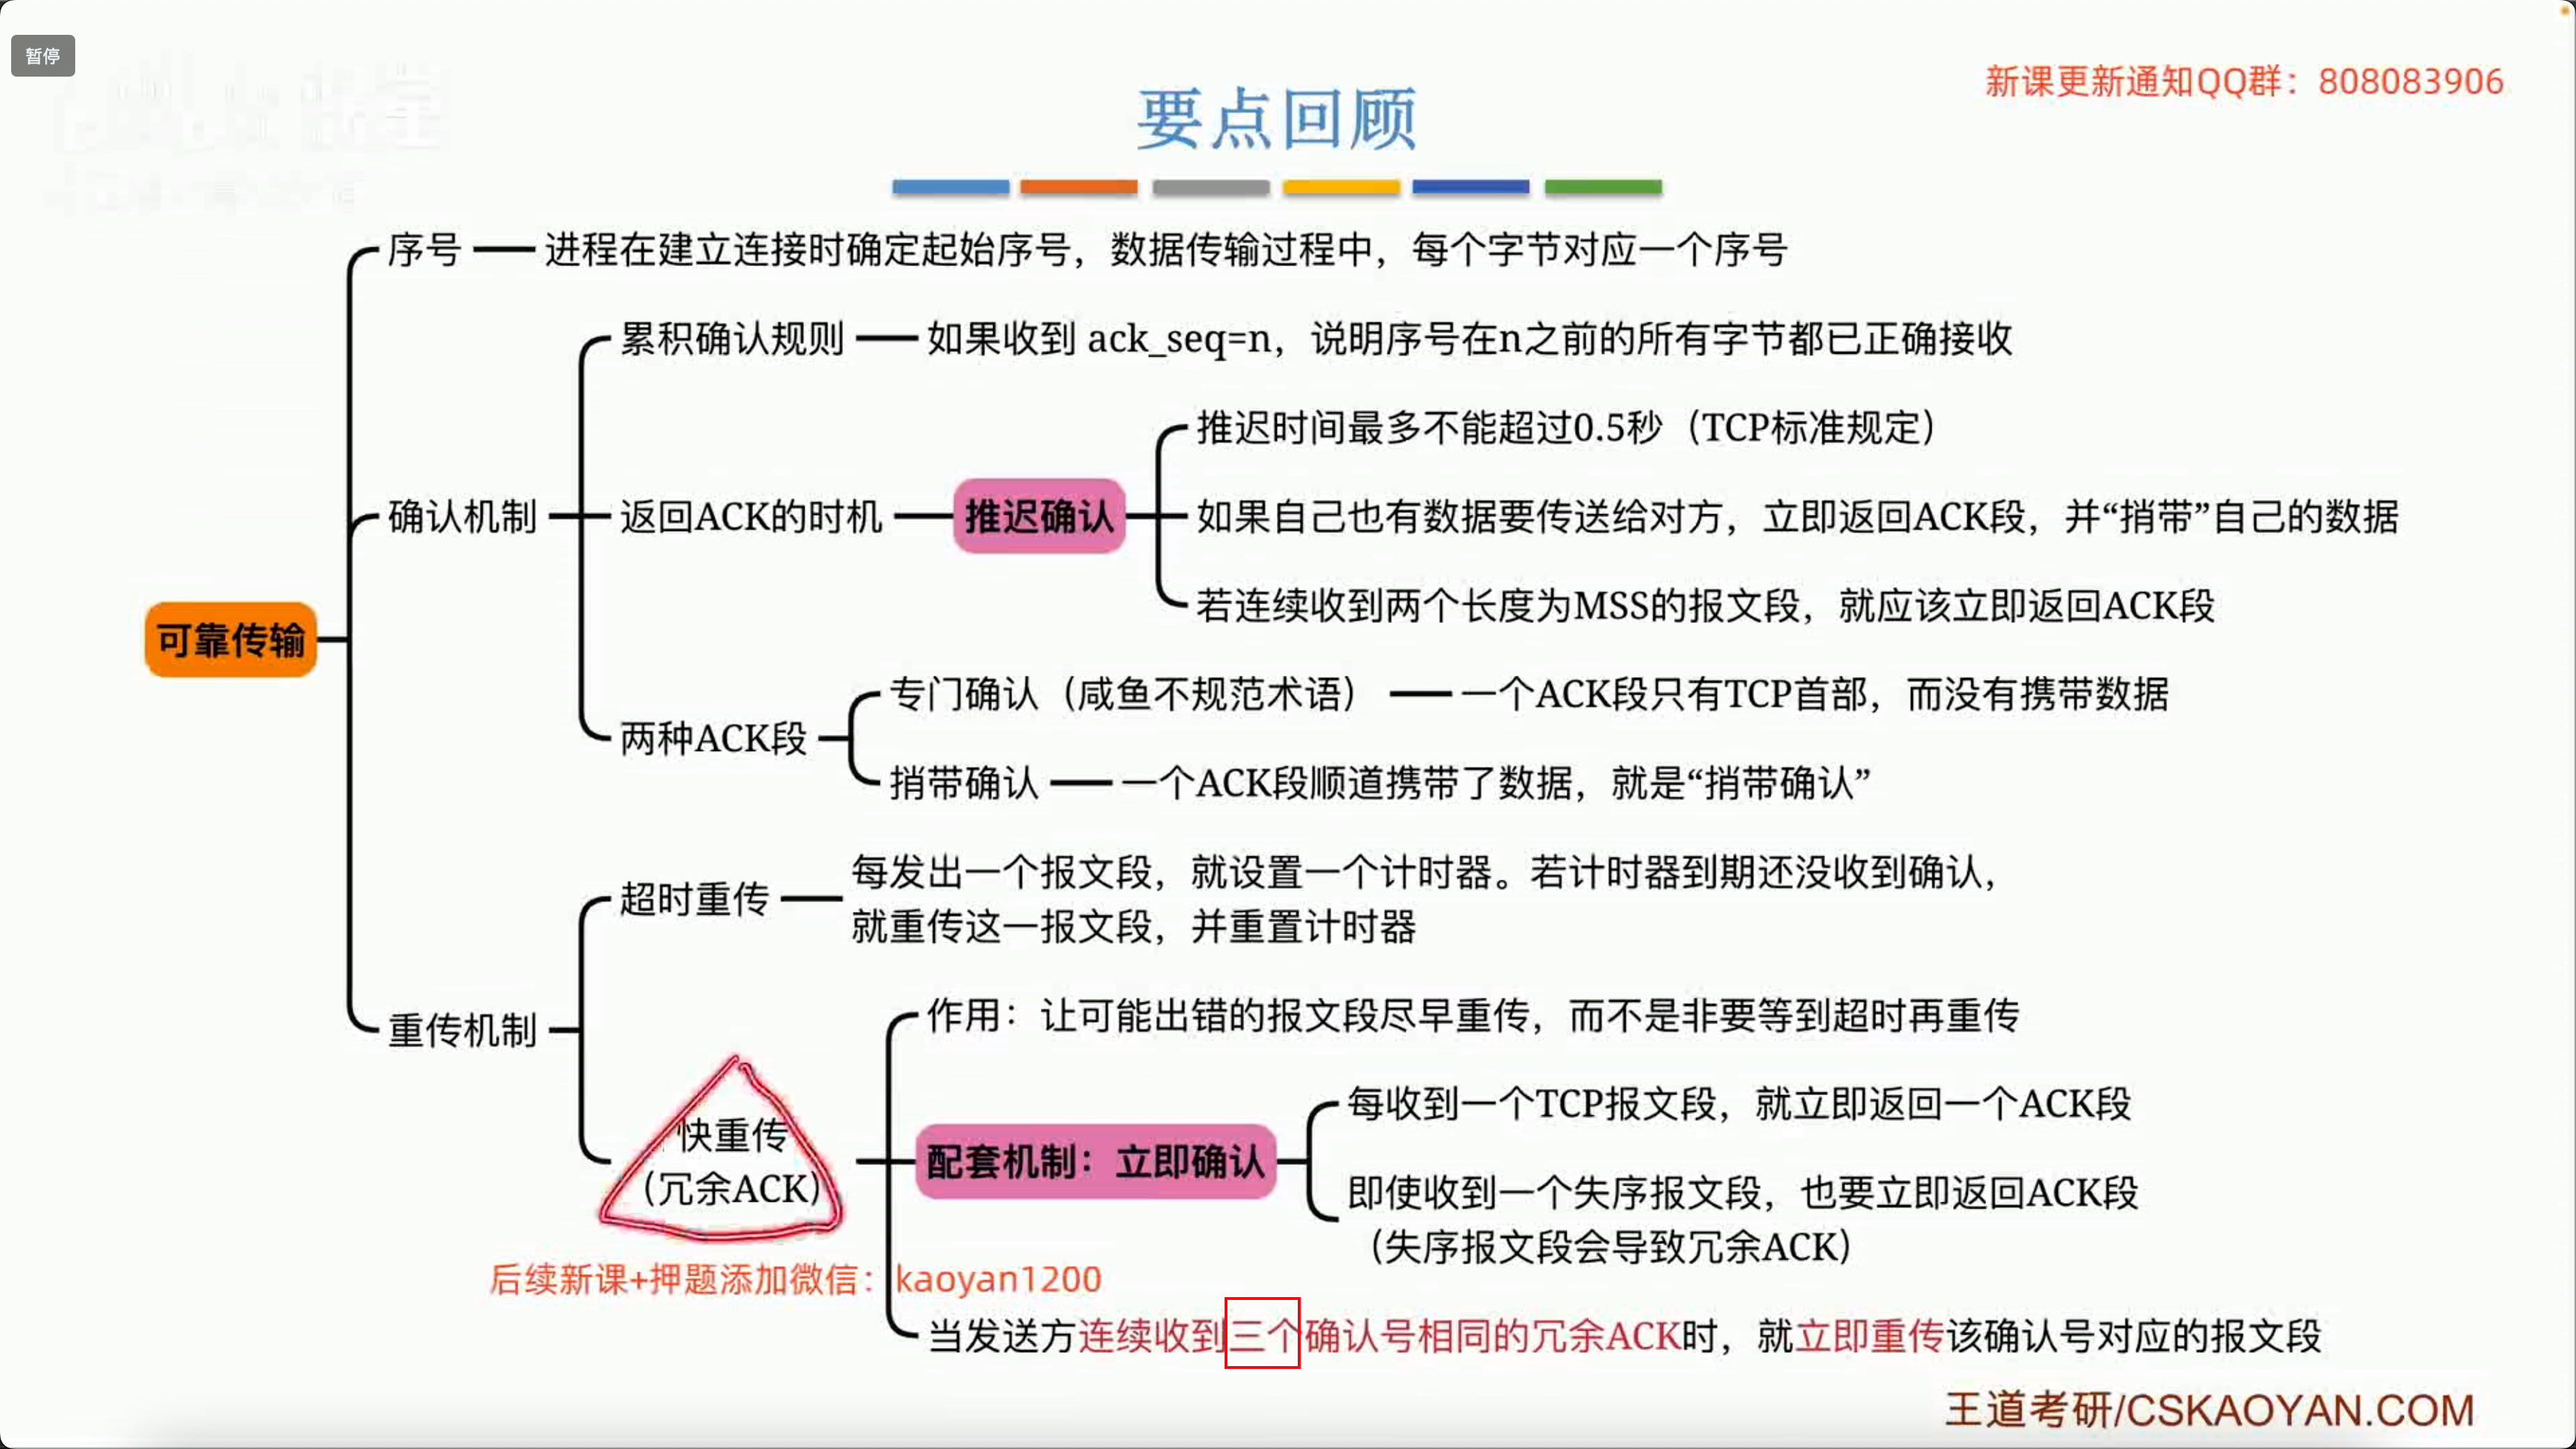 暂停
新课更新通知QQ群：808083906
要点回顾
可靠传输
序号
进程在建立连接时确定起始序号，数据传输过程中，每个字节对应一个序号
确认机制
累积确认规则
如果收到 ack_seq=n，说明序号在n之前的所有字节都已正确接收
返回ACK的时机
推迟确认
推迟时间最多不能超过0.5秒（TCP标准规定）
如果自己也有数据要传送给对方，立即返回ACK段，并“捎带”自己的数据
若连续收到两个长度为MSS的报文段，就应该立即返回ACK段
两种ACK段
专门确认（咸鱼不规范术语）
一个ACK段只有TCP首部，而没有携带数据
捎带确认
一个ACK段顺道携带了数据，就是“捎带确认”
重传机制
超时重传
每发出一个报文段，就设置一个计时器。若计时器到期还没收到确认，
就重传这一报文段，并重置计时器
快重传
（冗余ACK）
作用：让可能出错的报文段尽早重传，而不是非要等到超时再重传
配套机制：立即确认
每收到一个TCP报文段，就立即返回一个ACK段
即使收到一个失序报文段，也要立即返回ACK段
（失序报文段会导致冗余ACK）
后续新课+押题添加微信：kaoyan1200
当发送方连续收到三个确认号相同的冗余ACK时，就立即重传该确认号对应的报文段
王道考研/CSKAOYAN.COM